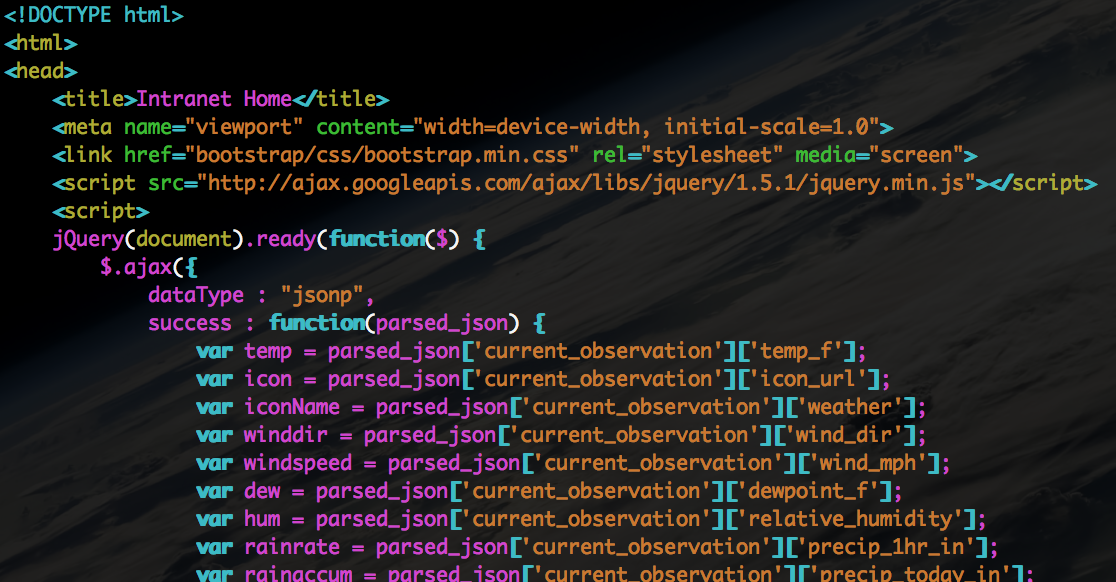 <!DOCTYPE html>
<html>
<head>
    <title>Intranet Home</title>
    <meta name="viewport" content="width=device-width, initial-scale=1.0">
    <link href="bootstrap/css/bootstrap.min.css" rel="stylesheet" media="screen">
    <script src="http://ajax.googleapis.com/ajax/libs/jquery/1.5.1/jquery.min.js"></script>
    <script>
    jQuery(document).ready(function($) {
        $.ajax({
            dataType : "jsonp",
            success : function(parsed_json) {
                var temp = parsed_json['current_observation']['temp_f'];
                var icon = parsed_json['current_observation']['icon_url'];
                var iconName = parsed_json['current_observation']['weather'];
                var winddir = parsed_json['current_observation']['wind_dir'];
                var windspeed = parsed_json['current_observation']['wind_mph'];
                var dew = parsed_json['current_observation']['dewpoint_f'];
                var hum = parsed_json['current_observation']['relative_humidity'];
                var rainrate = parsed_json['current_observation']['precip_1hr_in'];
                var rainaccum = parsed_json['current_observation']['precip_today_in'];